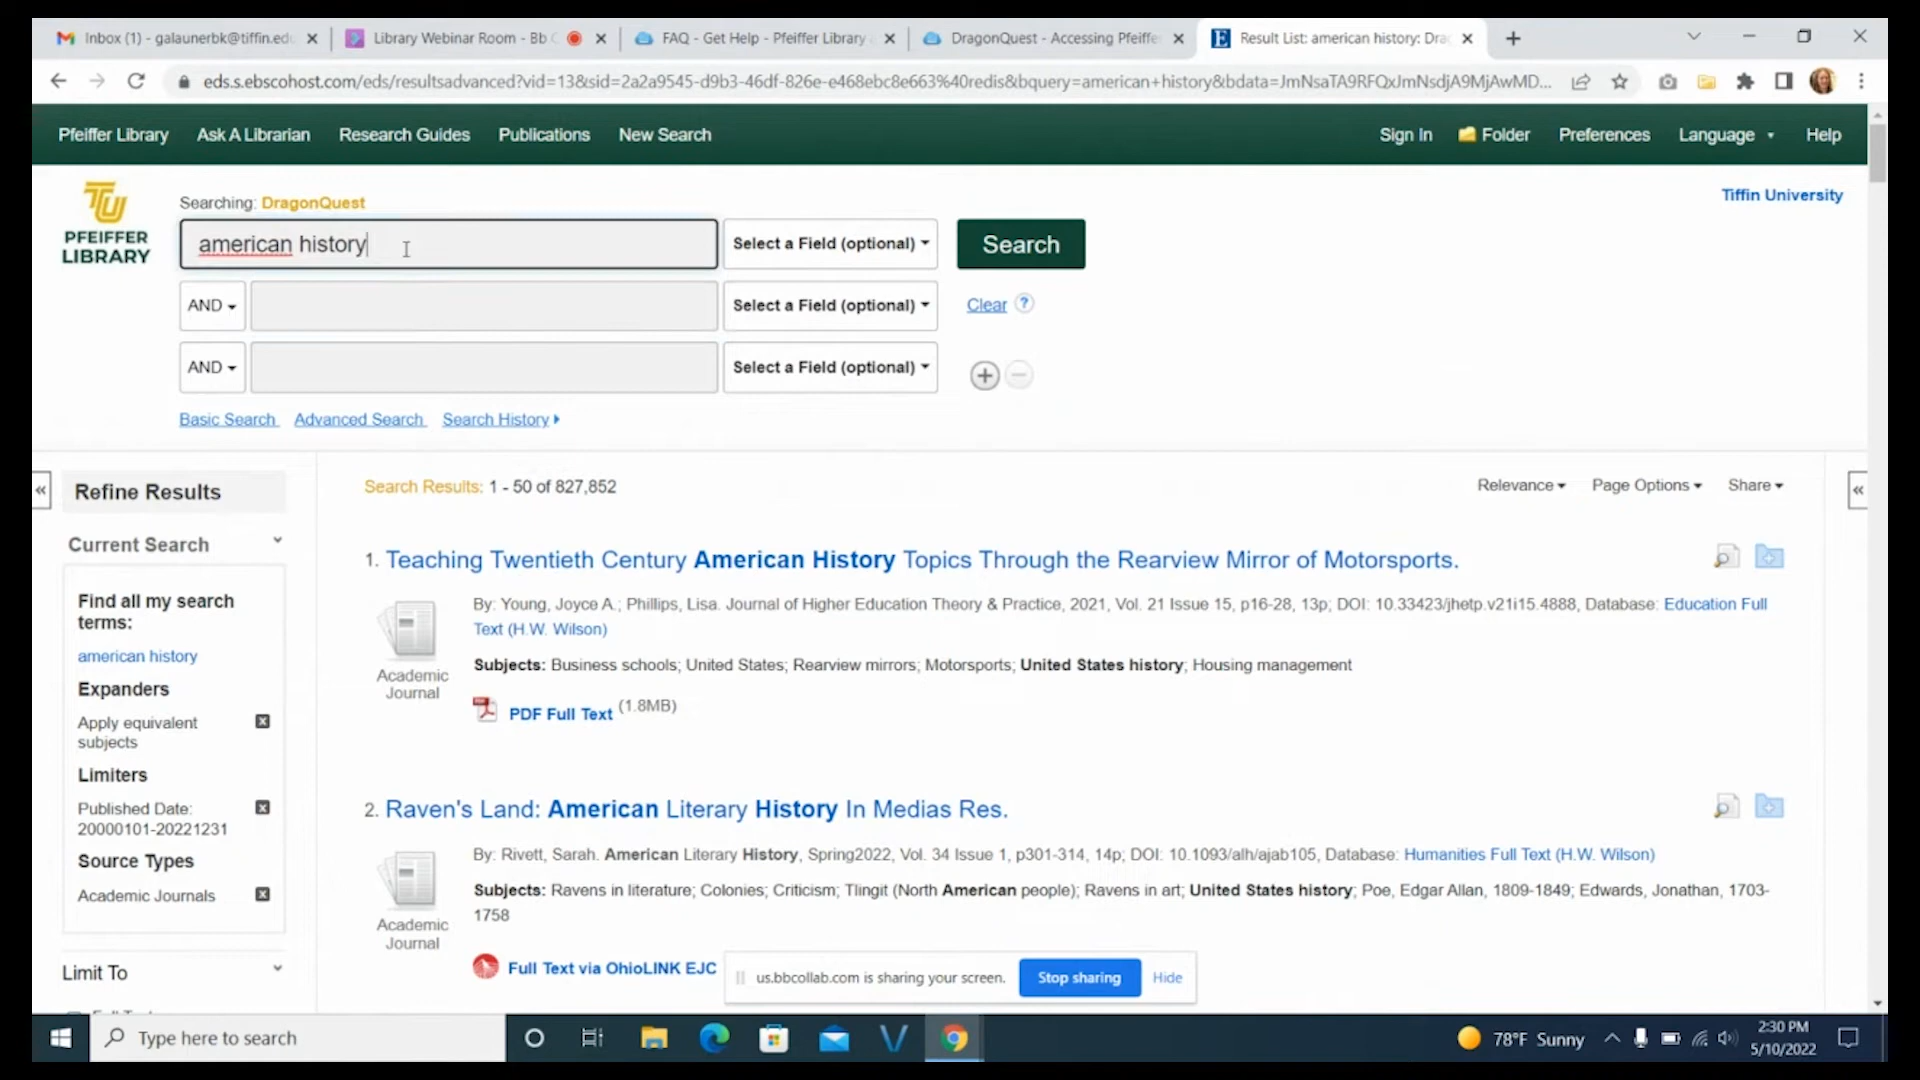 Inbox (1) - galaunerbk@tiffin.edu
Library Webinar Room - Bb C
FAQ - Get Help - Pfeiffer Library
DragonQuest - Accessing Pfeiffe
Result List: american history: Dra
eds.s.ebscohost.com/eds/resultsadvanced?vid=13&sid=2a2a9545-d9b3-46df-826e-e468ebc8e663%40redis&bquery=american+history&bdata=JmNsaTA9RFQxJmNsdjA9MjAwMD...
Pfeiffer Library Ask A Librarian Research Guides Publications New Search Sign In Folder Preferences Language Help
TU
PFEIFFER
LIBRARY
Searching: DragonQuest
Tiffin University
american history Select a Field (optional) Search
AND Select a Field (optional) Clear ?
AND Select a Field (optional)
Basic Search Advanced Search Search History
Refine Results
Current Search
Find all my search
terms:
american history
Expanders
Apply equivalent
subjects
Limiters
Published Date:
20000101-20221231
Source Types
Academic Journals
Limit To
Search Results: 1 - 50 of 827,852
Relevance Page Options Share
1. Teaching Twentieth Century American History Topics Through the Rearview Mirror of Motorsports.
By: Young, Joyce A.; Phillips, Lisa. Journal of Higher Education Theory & Practice, 2021, Vol. 21 Issue 15, p16-28, 13p; DOI: 10.33423/jhetp.v21i15.4888, Database: Education Full
Text (H.W. Wilson)
Academic
Journal
Subjects: Business schools; United States; Rearview mirrors; Motorsports; United States history; Housing management
PDF Full Text (1.8MB)
2. Raven's Land: American Literary History In Medias Res.
By: Rivett, Sarah. American Literary History, Spring2022, Vol. 34 Issue 1, p301-314, 14p; DOI: 10.1093/alh/ajab105, Database: Humanities Full Text (H.W. Wilson)
Subjects: Ravens in literature; Colonies; Criticism; Tlingit (North American people); Ravens in art; United States history; Poe, Edgar Allan, 1809-1849; Edwards, Jonathan, 1703-
1758
Academic
Journal
Full Text via OhioLINK EJC
us.bbcollab.com is sharing your screen. Stop sharing Hide
Type here to search
78°F Sunny
2:30 PM
5/10/2022